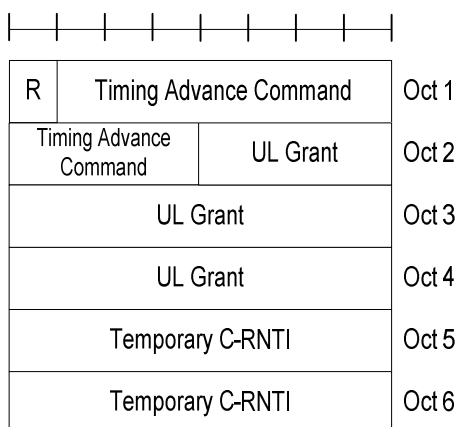 R Timing Advance Command Oct 1
Timing Advance
Command UL Grant Oct 2
UL Grant Oct 3
UL Grant Oct 4
Temporary C-RNTI Oct 5
Temporary C-RNTI Oct 6